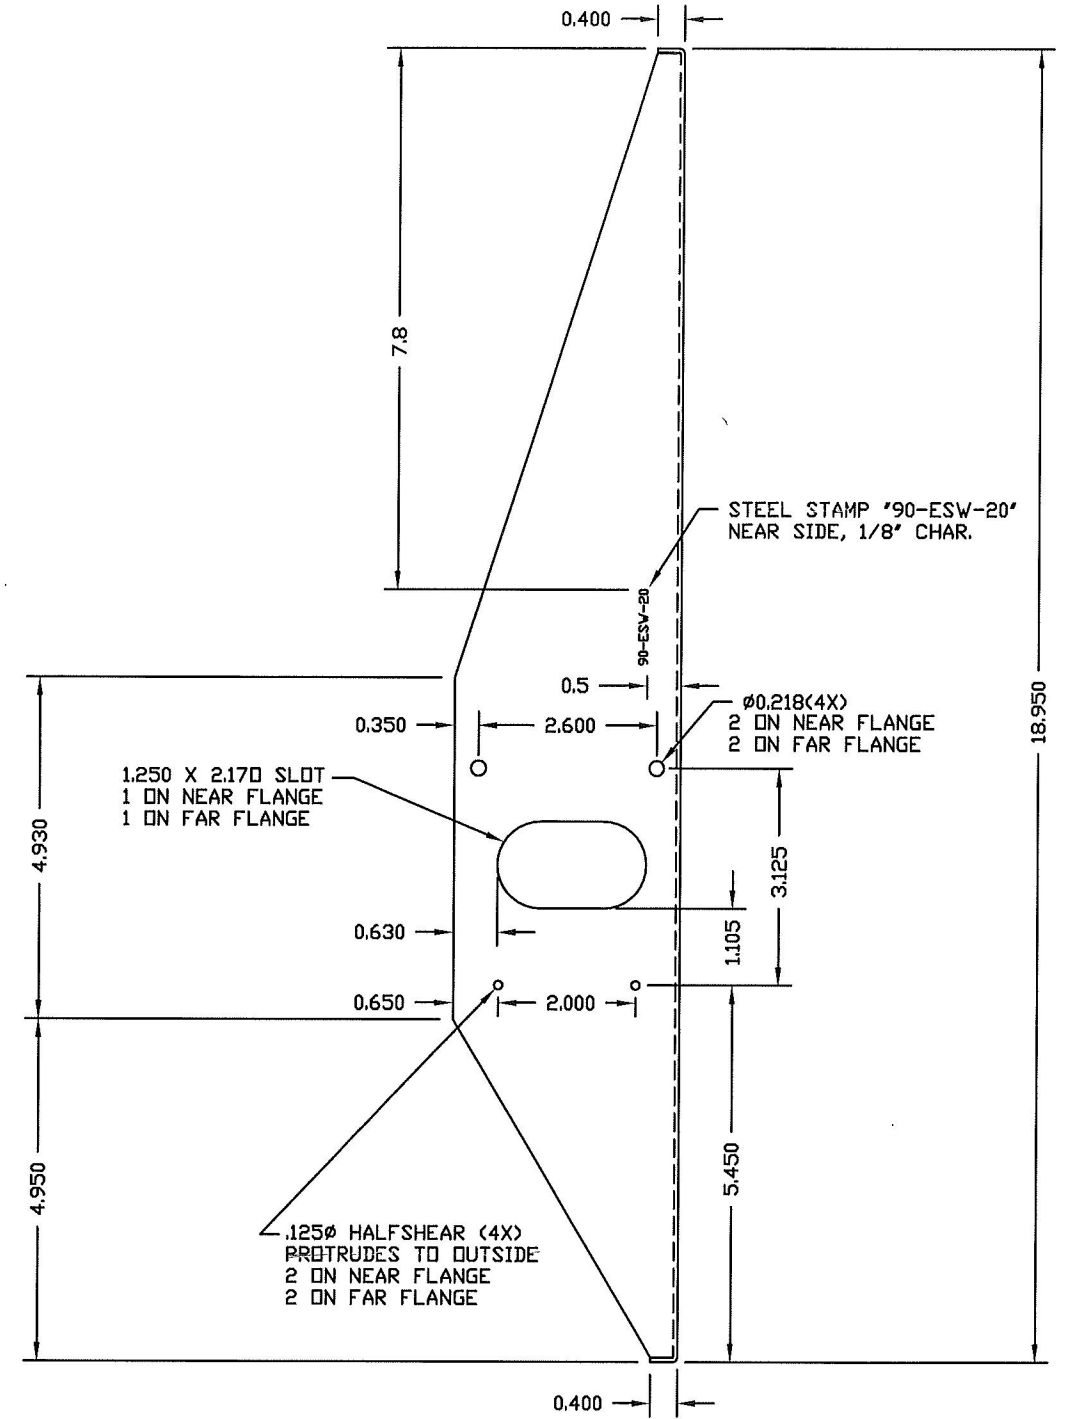 0.400
7.8
STEEL STAMP "90-ESW-20"
NEAR SIDE, 1/8" CHAR.
90-ESW-20
0.5
0.350
2.600
Ø0.218(4X)
2 ON NEAR FLANGE
2 ON FAR FLANGE
18.950
1.250 X 2.170 SLOT
1 ON NEAR FLANGE
1 ON FAR FLANGE
4.930
3.125
0.630
1.105
0.650
2.000
4.950
5.450
.125Ø HALFSHEAR (4X)
PROTRUDES TO OUTSIDE
2 ON NEAR FLANGE
2 ON FAR FLANGE
0.400